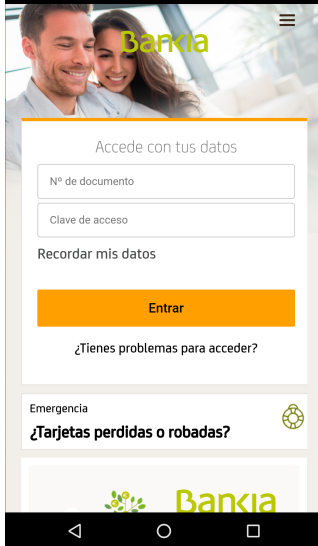 Bankia
Accede con tus datos
Nº de documento
Clave de acceso
Recordar mis datos
Entrar
¿Tienes problemas para acceder?
Emergencia
¿Tarjetas perdidas o robadas?
Bankia